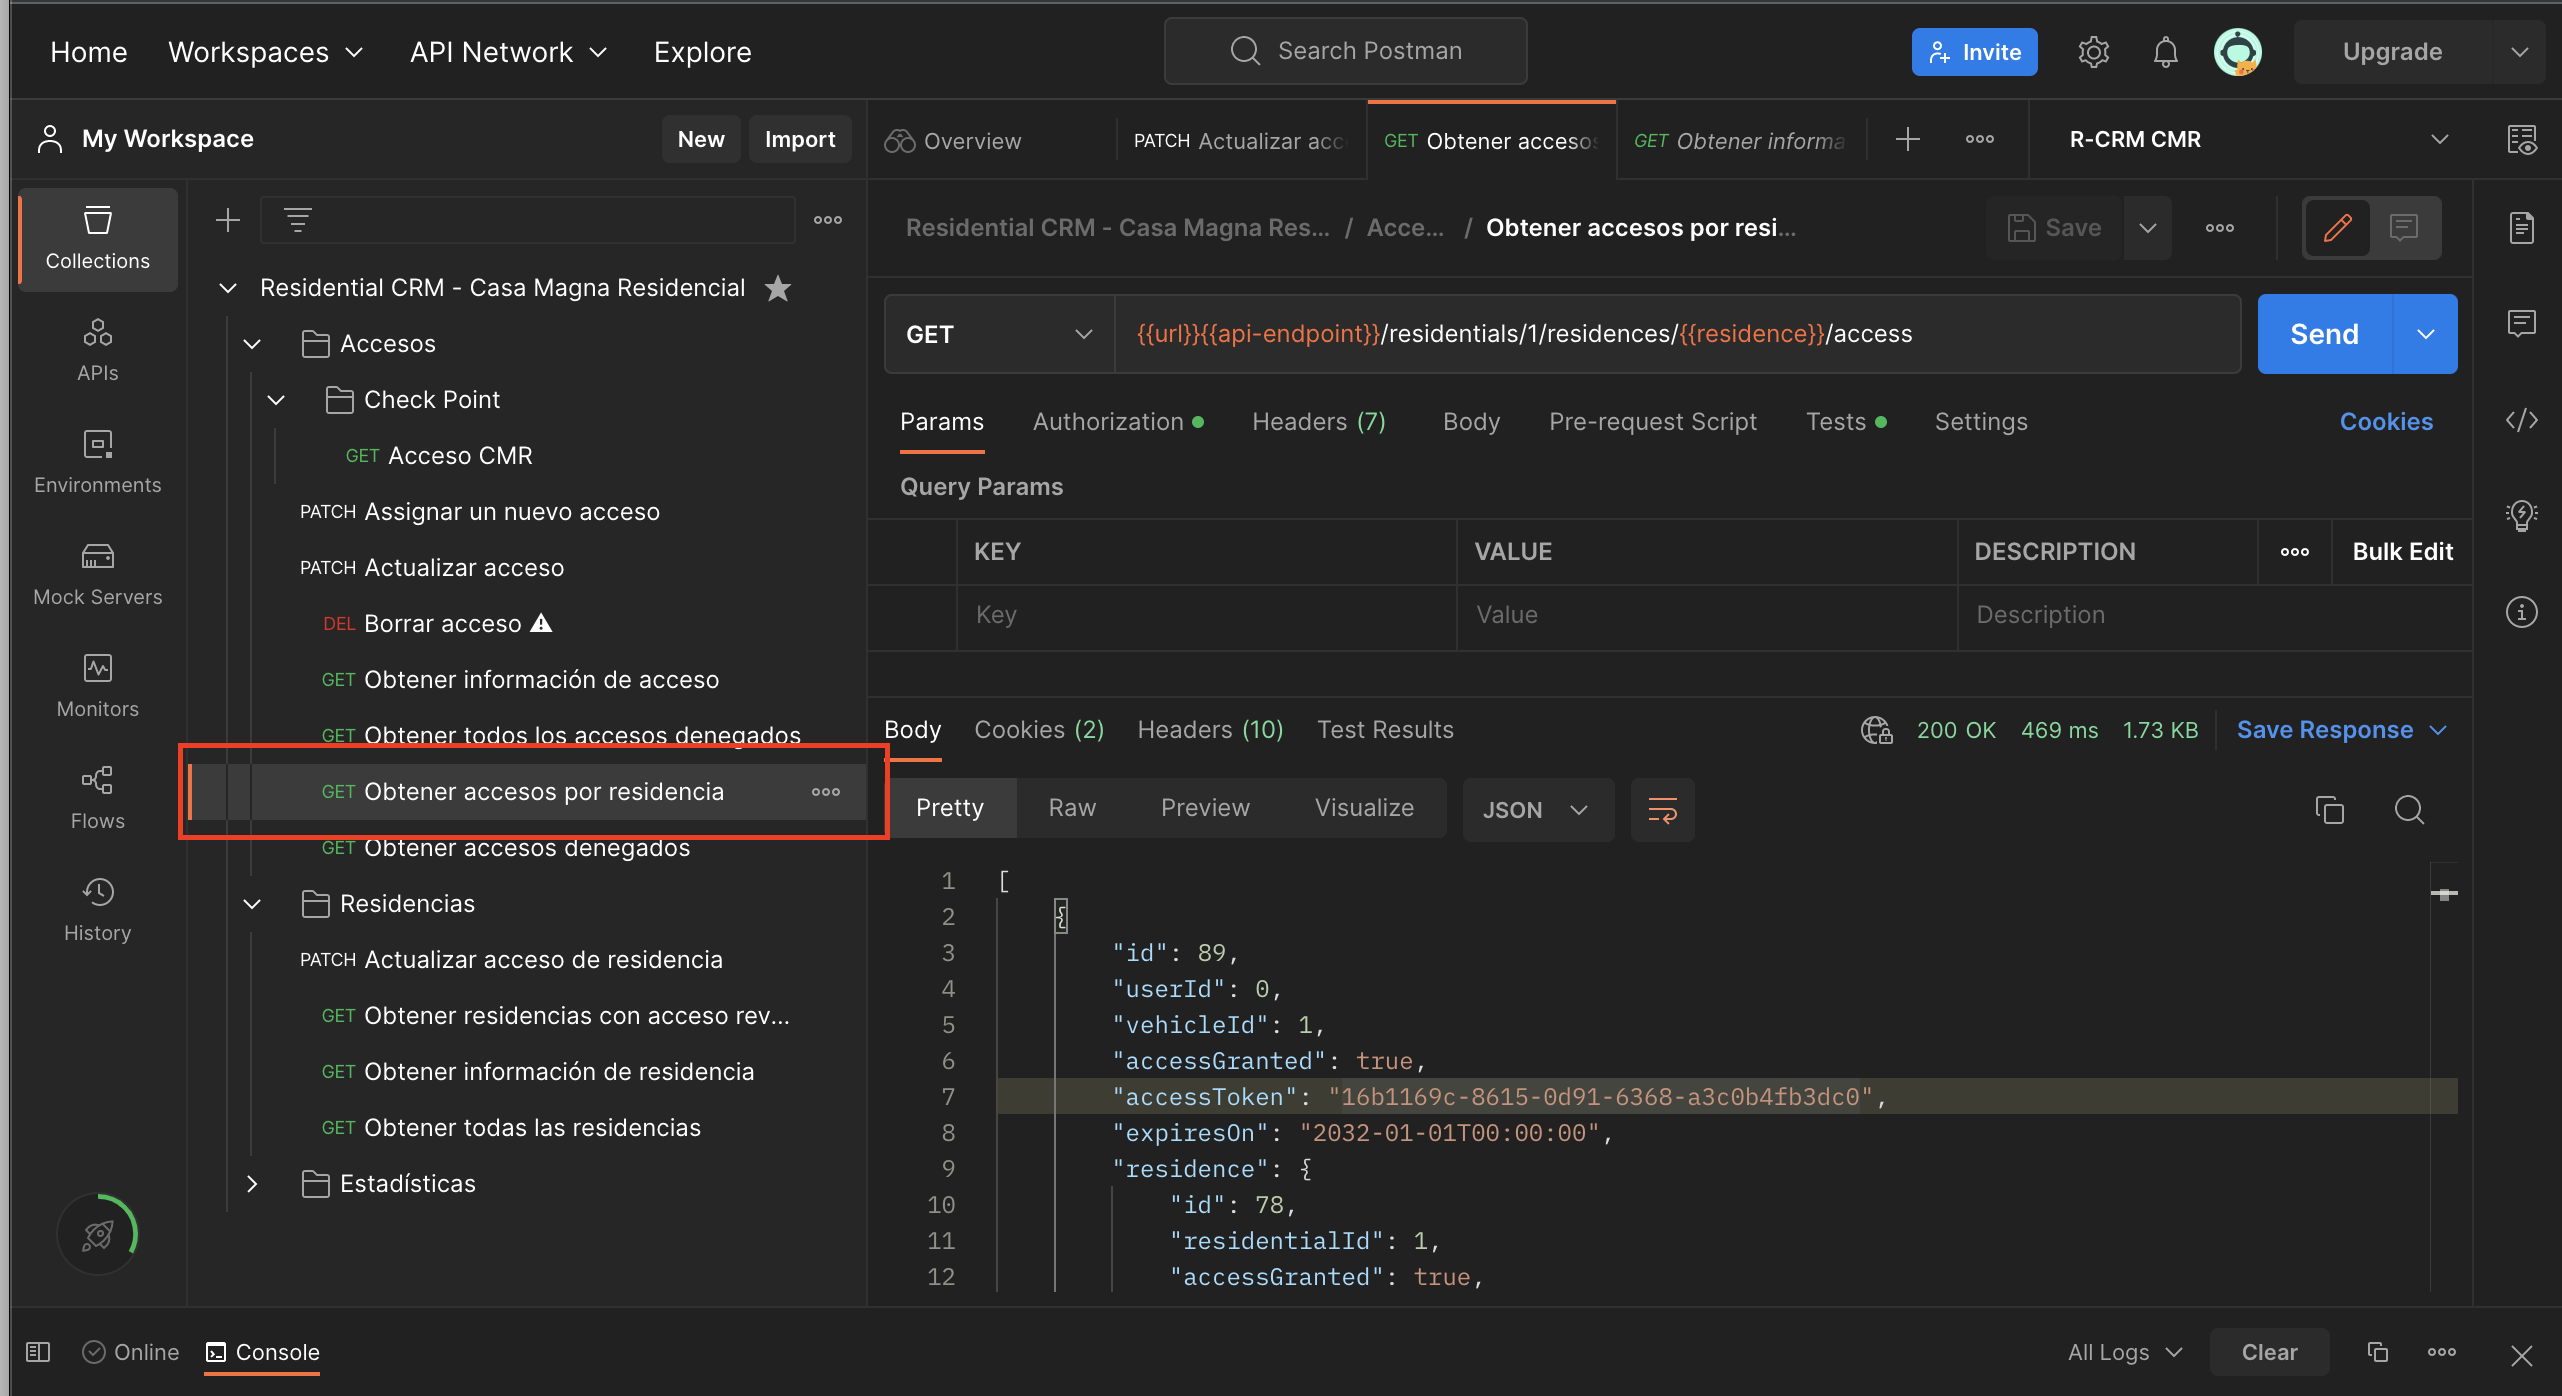 Home Workspaces API Network Explore Search Postman Invite Upgrade
My Workspace New Import
Overview PATCH Actualizar acc GET Obtener accesos GET Obtener informa R-CRM CMR
Collections
APIs
Environments
Mock Servers
Monitors
Flows
History
Residential CRM - Casa Magna Residencial
Accesos
Check Point
GET Acceso CMR
PATCH Assignar un nuevo acceso
PATCH Actualizar acceso
DEL Borrar acceso
GET Obtener información de acceso
GET Obtener todos los accesos denegados
GET Obtener accesos por residencia
GET Obtener accesos denegados
Residencias
PATCH Actualizar acceso de residencia
GET Obtener residencias con acceso rev...
GET Obtener información de residencia
GET Obtener todas las residencias
Estadísticas
Residential CRM - Casa Magna Res... / Acce... / Obtener accesos por resi...
Save
GET {{url}}{{api-endpoint}}/residentials/1/residences/{{residence}}/access Send
Params Authorization Headers (7) Body Pre-request Script Tests Settings Cookies
Query Params
KEY VALUE DESCRIPTION Bulk Edit
Key Value Description
Body Cookies (2) Headers (10) Test Results 200 OK 469 ms 1.73 KB Save Response
Pretty Raw Preview Visualize JSON
1 [
2 {
3 "id": 89,
4 "userId": 0,
5 "vehicleId": 1,
6 "accessGranted": true,
7 "accessToken": "16b1169c-8615-0d91-6368-a3c0b4fb3dc0",
8 "expiresOn": "2032-01-01T00:00:00",
9 "residence": {
10 "id": 78,
11 "residentialId": 1,
12 "accessGranted": true,
Online Console All Logs Clear